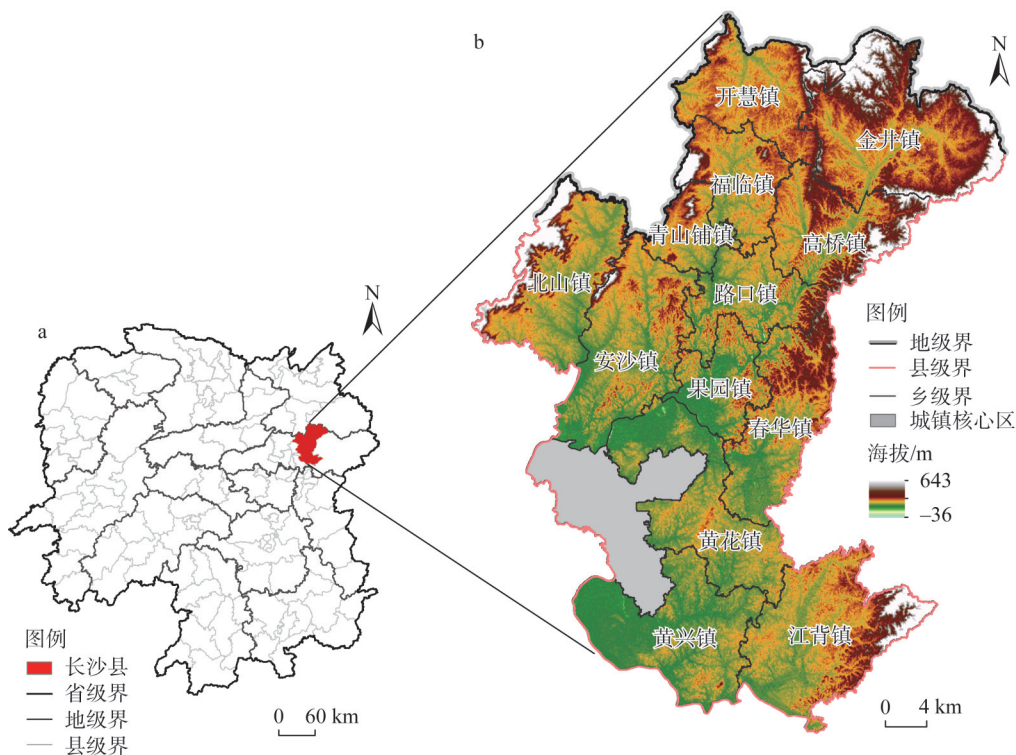 a
N
图例
长沙县
省级界
地级界
县级界
0 60 km
b
N
开慧镇
金井镇
福临镇
青山铺镇
高桥镇
北山镇
路口镇
安沙镇
果园镇
春华镇
黄花镇
黄兴镇
江背镇
图例
地级界
县级界
乡级界
城镇核心区
海拔/m
643
–36
0 4 km